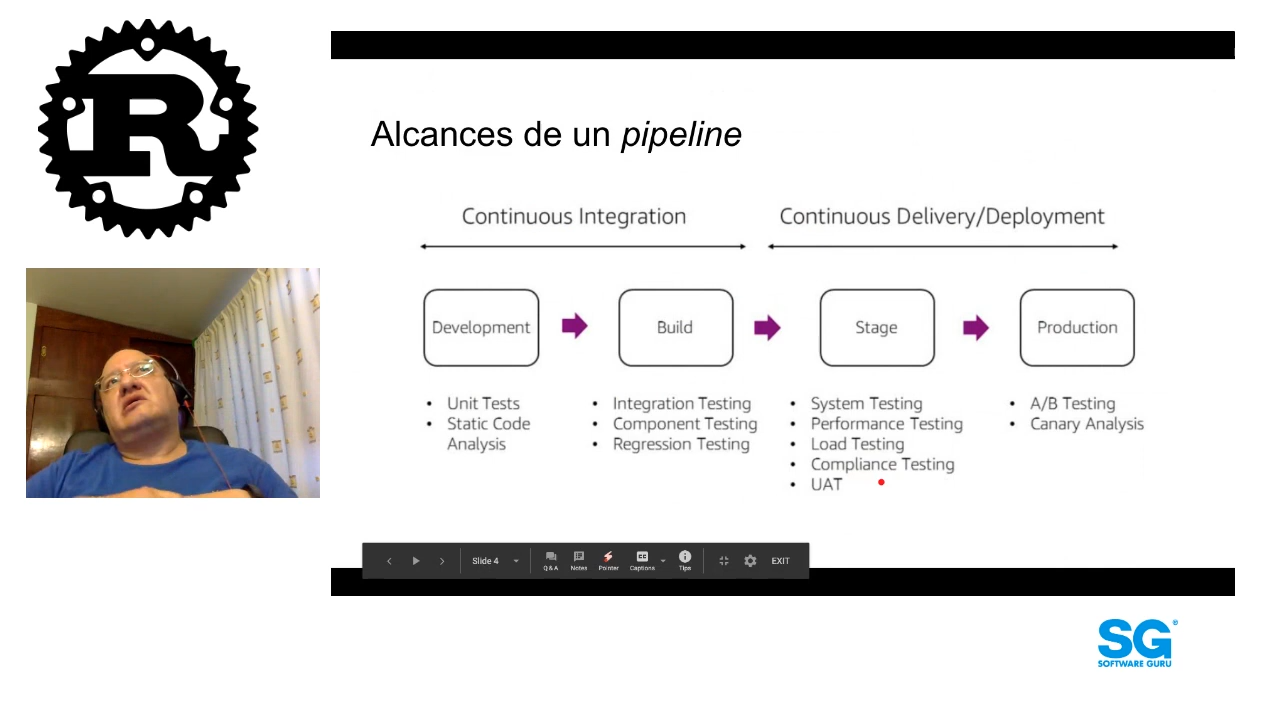 R
Alcances de un pipeline
Continuous Integration
Continuous Delivery/Deployment
Development
Build
Stage
Production
• Unit Tests
• Static Code
Analysis
• Integration Testing
• Component Testing
• Regression Testing
• System Testing
• Performance Testing
• Load Testing
• Compliance Testing
• UAT
• A/B Testing
• Canary Analysis
Slide 4
Q & A
Notes
Pointer
CC
Captions
Tips
EXIT
SG®
SOFTWARE GURU